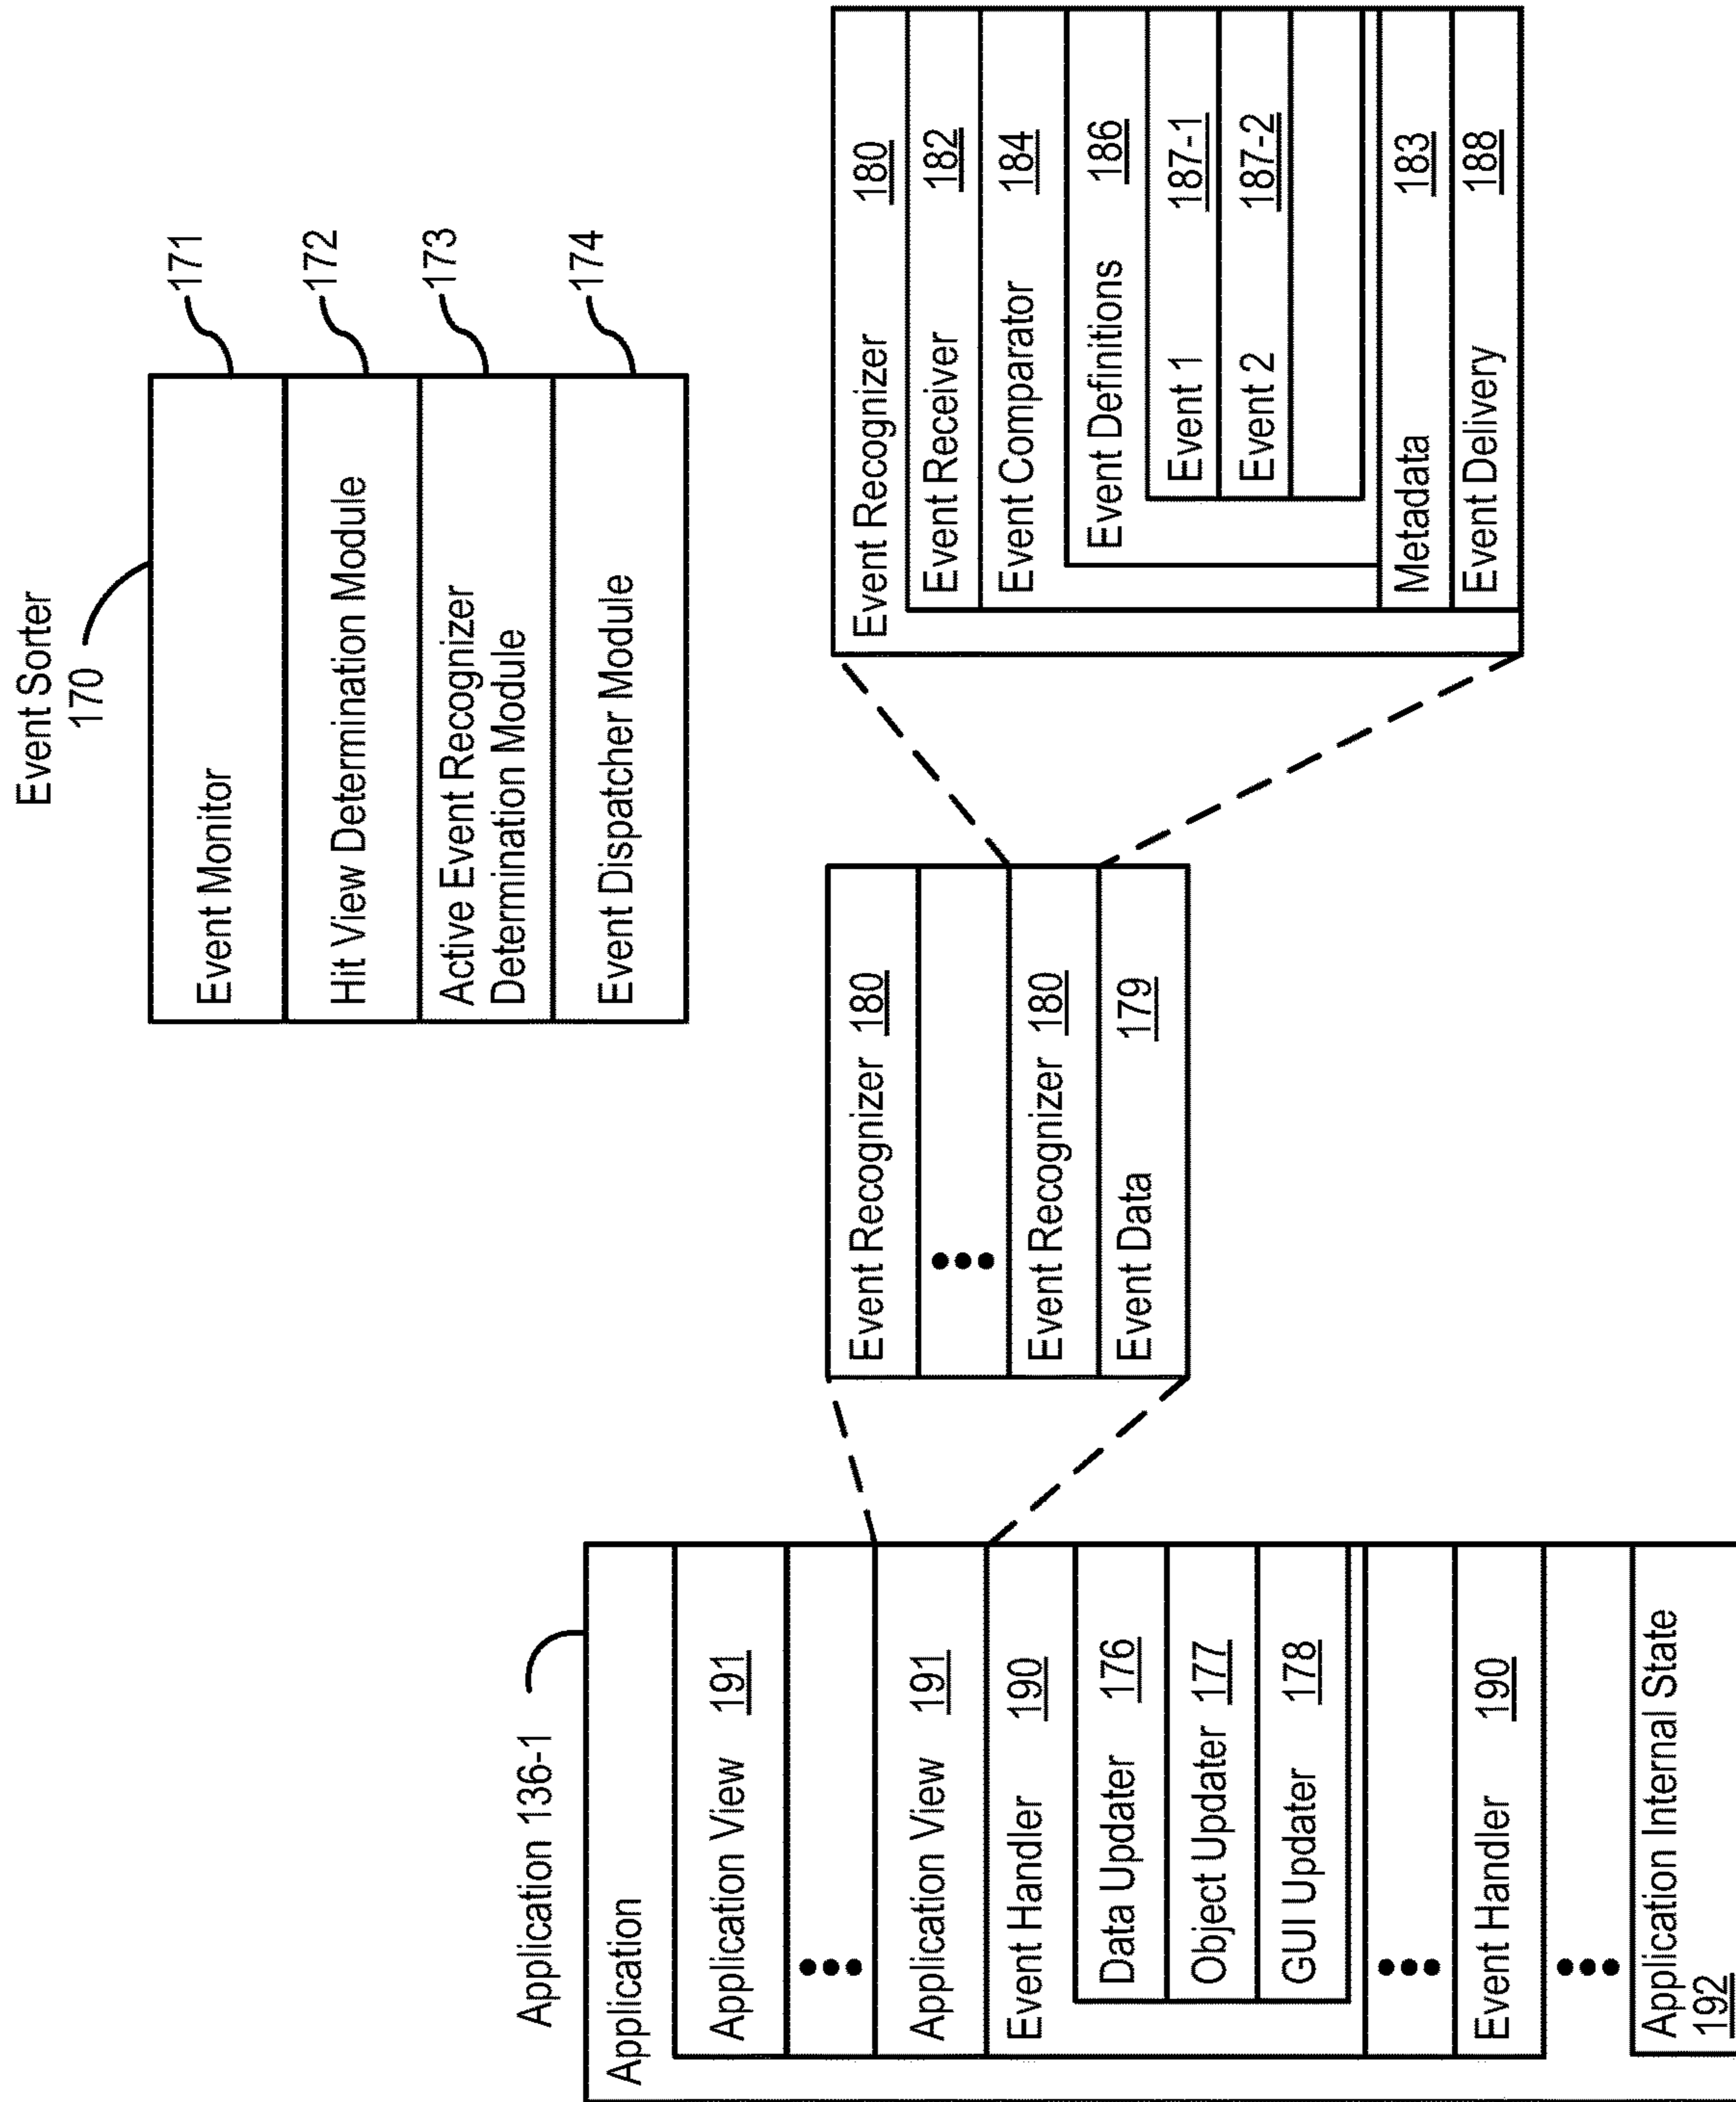 Event Sorter
170
Event Monitor
171
Hit View Determination Module
172
Active Event Recognizer
Determination Module
173
Event Dispatcher Module
174
Application 136-1
Application
Application View 191
Application View 191
Event Handler 190
Data Updater 176
Object Updater 177
GUI Updater 178
Event Handler 190
Application Internal State
192
Event Recognizer 180
Event Recognizer 180
Event Data 179
Event Recognizer 180
Event Receiver 182
Event Comparator 184
Event Definitions 186
Event 1 187-1
Event 2 187-2
Metadata 183
Event Delivery 188